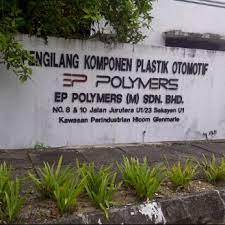 PENGILANG KOMPONEN PLASTIK OTOMOTIF
EP POLYMERS
EP POLYMERS (M) SDN. BHD.
NO. 8 & 10 Jalan Jurutera U1/23 Seksyen U1
Kawasan Perindustrian Hicom Glenmarie